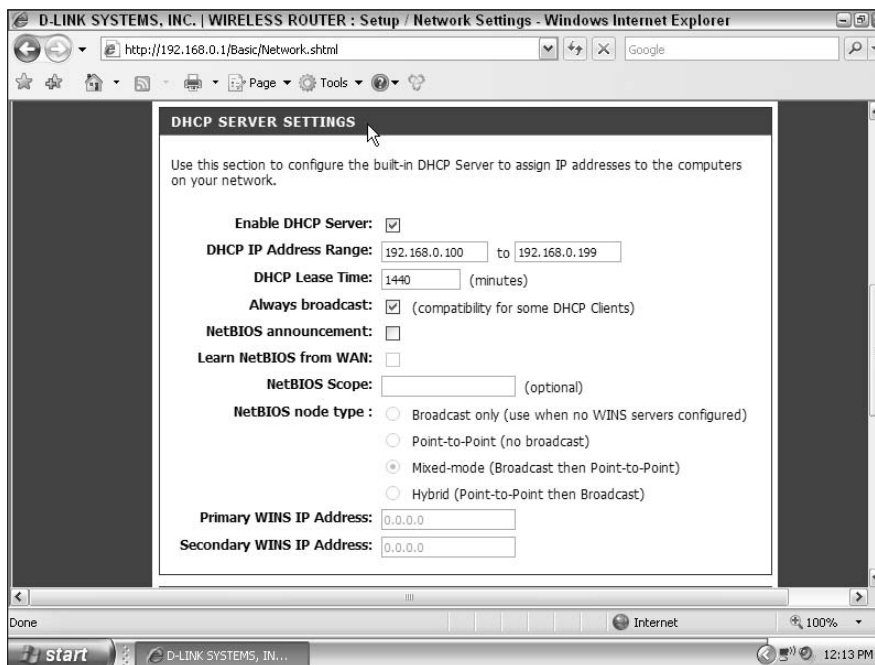 D-LINK SYSTEMS, INC. | WIRELESS ROUTER : Setup / Network Settings - Windows Internet Explorer
http://192.168.0.1/Basic/Network.shtml
Google
Page
Tools
DHCP SERVER SETTINGS
Use this section to configure the built-in DHCP Server to assign IP addresses to the computers
on your network.
Enable DHCP Server:
DHCP IP Address Range: 192.168.0.100 to 192.168.0.199
DHCP Lease Time: 1440 (minutes)
Always broadcast: (compatibility for some DHCP Clients)
NetBIOS announcement:
Learn NetBIOS from WAN:
NetBIOS Scope: (optional)
NetBIOS node type : Broadcast only (use when no WINS servers configured)
Point-to-Point (no broadcast)
Mixed-mode (Broadcast then Point-to-Point)
Hybrid (Point-to-Point then Broadcast)
Primary WINS IP Address: 0.0.0.0
Secondary WINS IP Address: 0.0.0.0
Done
Internet
100%
start
D-LINK SYSTEMS, IN...
12:13 PM